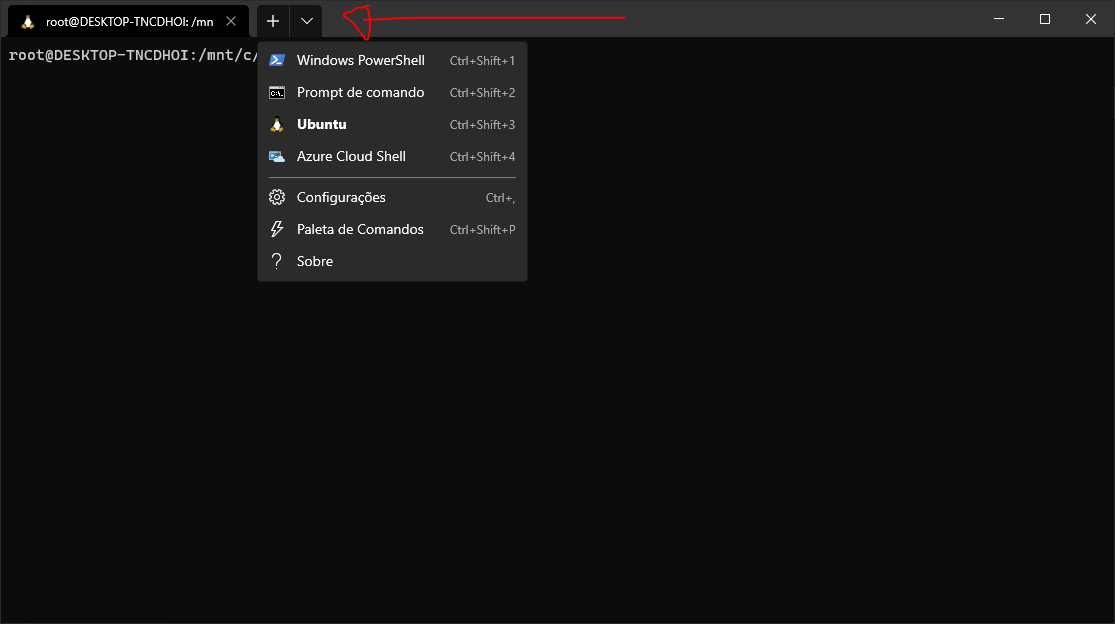 root@DESKTOP-TNCDHOI: /mn
root@DESKTOP-TNCDHOI:/mnt/c/
Windows PowerShell Ctrl+Shift+1
Prompt de comando Ctrl+Shift+2
Ubuntu Ctrl+Shift+3
Azure Cloud Shell Ctrl+Shift+4
Configurações Ctrl+,
Paleta de Comandos Ctrl+Shift+P
Sobre